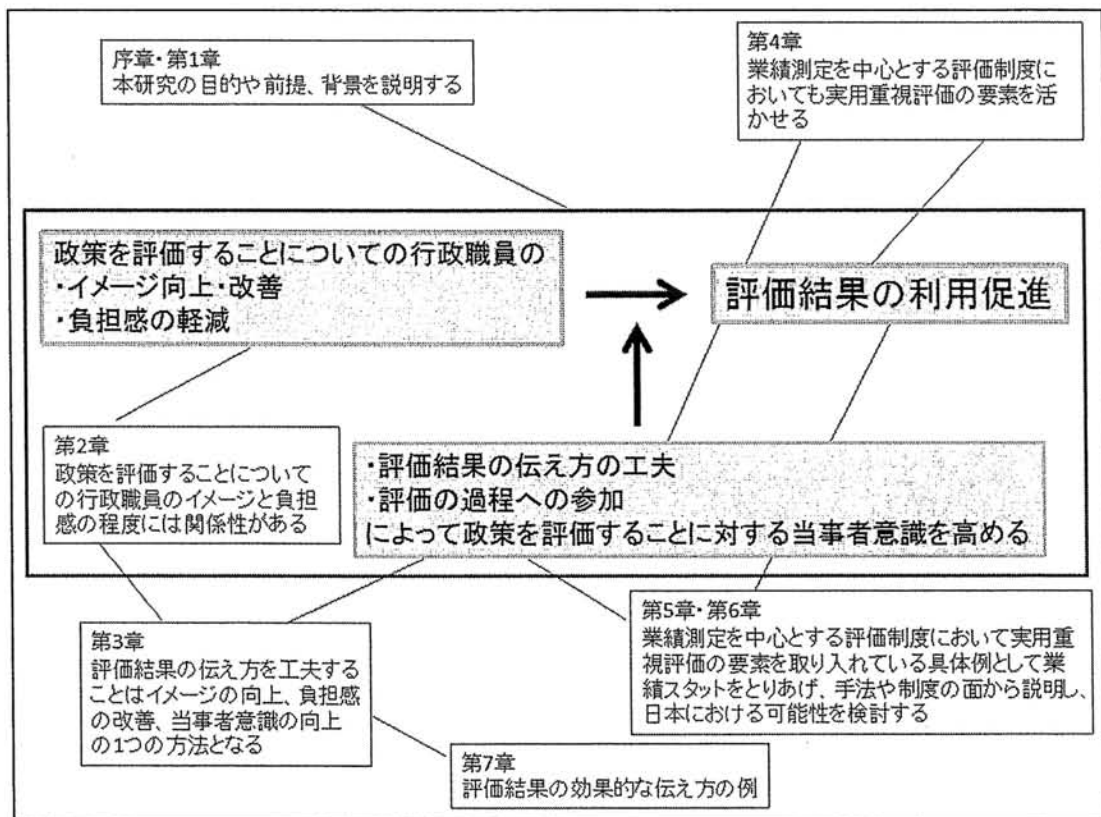 序章・第1章
本研究の目的や前提、背景を説明する
第4章
業績測定を中心とする評価制度に
おいても実用重視評価の要素を活
かせる
政策を評価することについての行政職員の
・イメージ向上・改善
・負担感の軽減
評価結果の利用促進
第2章
政策を評価することについて
の行政職員のイメージと負担
感の程度には関係性がある
・評価結果の伝え方の工夫
・評価の過程への参加
によって政策を評価することに対する当事者意識を高める
第3章
評価結果の伝え方を工夫する
ことはイメージの向上、負担感
の改善、当事者意識の向上
の1つの方法となる
第5章・第6章
業績測定を中心とする評価制度において実用重
視評価の要素を取り入れている具体例として業
績スタットをとりあげ、手法や制度の面から説明し、
日本における可能性を検討する
第7章
評価結果の効果的な伝え方の例